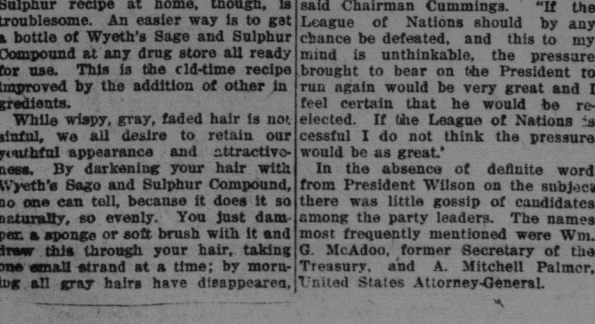 Sulphur recipe at home, though, is
troublesome. An easier way is to get
a bottle of Wyeth's Sage and Sulphur
Compound at any drug store all ready
for use. This is the cld-time recipe
improved by the addition of other in
gredients.
While wispy, gray, faded hair is not
sinful, we all desire to retain our
youthful appearance and attractive-
ness. By darkening your hair with
Wyeth's Sage and Sulphur Compound,
no one can tell, because it does it so
naturally, so evenly. You just dam
pen a sponge or soft brush with it and
draw this through your hair, taking
one small strand at a time; by morn-
ing all gray hairs have disappeared,
said Chairman Cummings. "If the
League of Nations should by any
chance be defeated, and this to my
mind is unthinkable, the pressure
brought to bear on the President to
run again would be very great and I
feel certain that he would be re-
elected. If the League of Nations is
cessful I do not think the pressure
would be as great.'
In the absence of definite word
from President Wilson on the subject
there was little gossip of candidates
among the party leaders. The names
most frequently mentioned were Wm.
G. McAdoo, former Secretary of the
Treasury, and A. Mitchell Palmer,
United States Attorney-General.